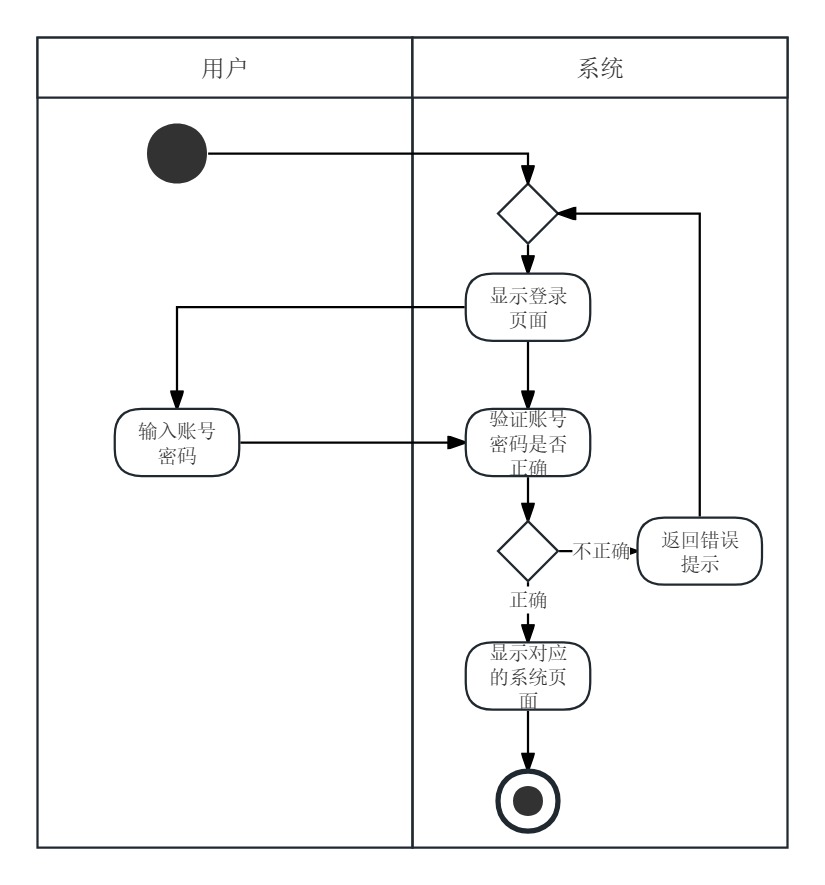 用户
系统
显示登录
页面
输入账号
密码
验证账号
密码是否
正确
不正确
返回错误
提示
正确
显示对应
的系统页
面